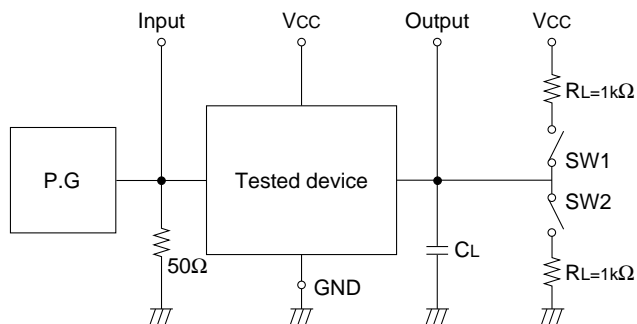 Input
VCC
Output
VCC
RL=1kΩ
P.G
Tested device
SW1
SW2
50Ω
GND
CL
RL=1kΩ